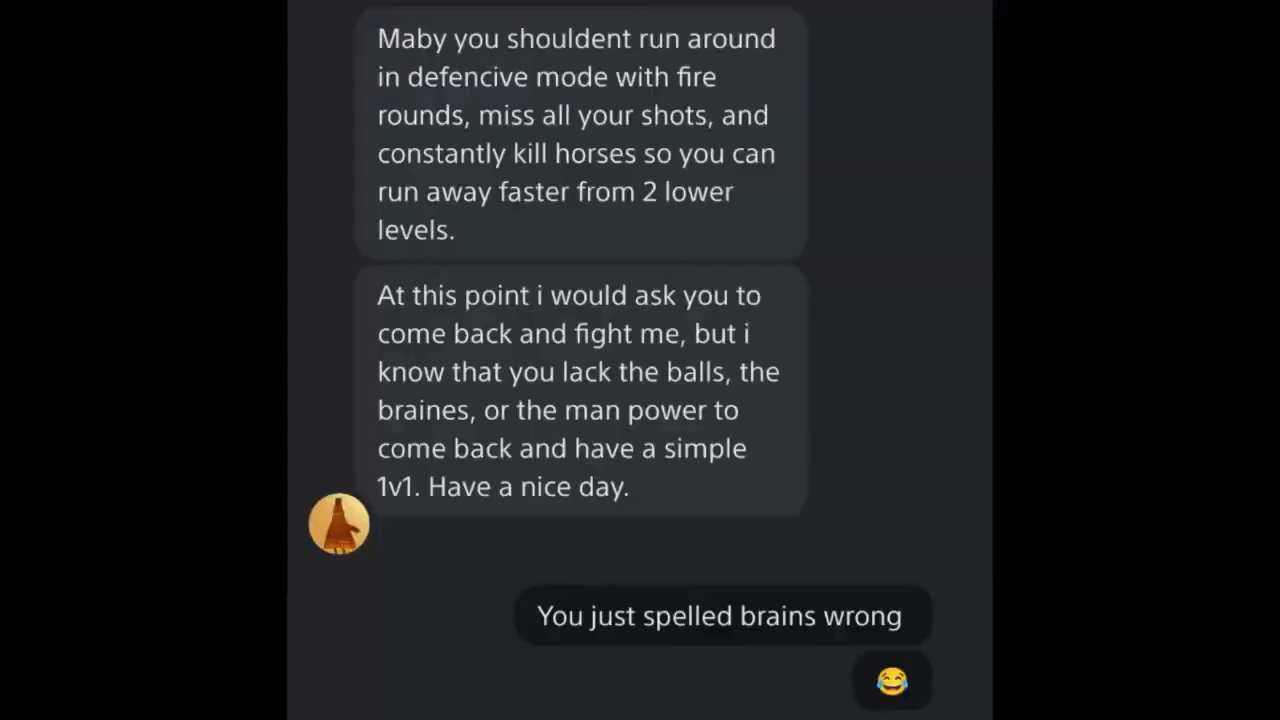 Maby you shouldent run around
in defencive mode with fire
rounds, miss all your shots, and
constantly kill horses so you can
run away faster from 2 lower
levels.
At this point i would ask you to
come back and fight me, but i
know that you lack the balls, the
braines, or the man power to
come back and have a simple
1v1. Have a nice day.
You just spelled brains wrong
😂